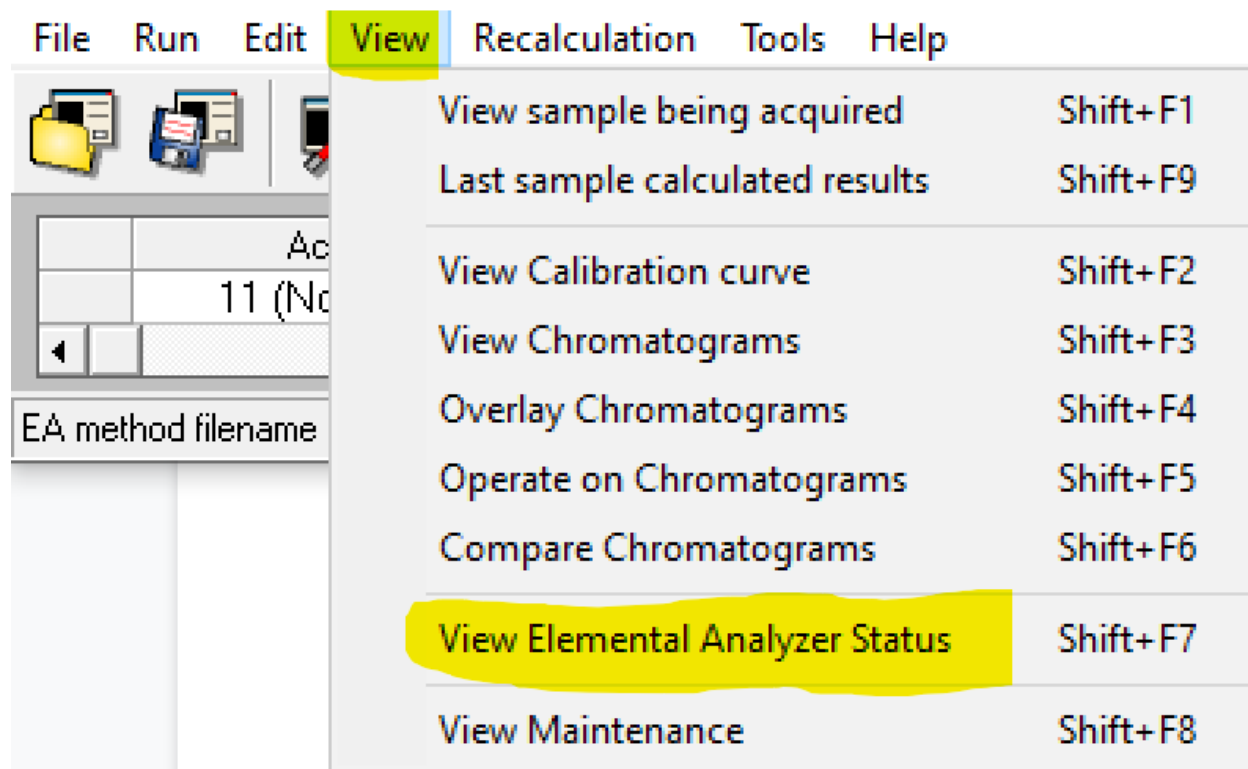 File Run Edit View Recalculation Tools Help
View sample being acquired Shift+F1
Last sample calculated results Shift+F9
Ac
11 (No
View Calibration curve Shift+F2
View Chromatograms Shift+F3
Overlay Chromatograms Shift+F4
EA method filename
Operate on Chromatograms Shift+F5
Compare Chromatograms Shift+F6
View Elemental Analyzer Status Shift+F7
View Maintenance Shift+F8